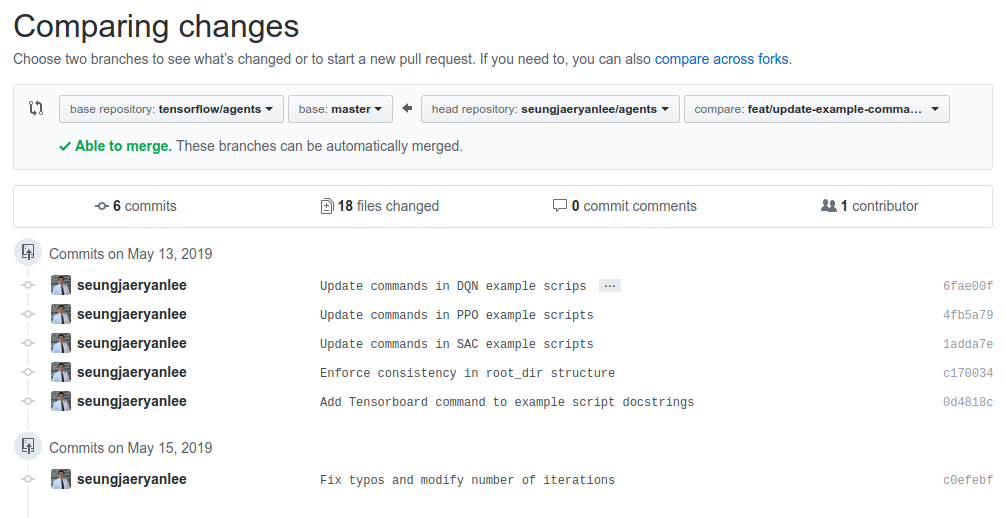 Comparing changes
Choose two branches to see what’s changed or to start a new pull request. If you need to, you can also compare across forks.
base repository: tensorflow/agents base: master head repository: seungjaeryanlee/agents compare: feat/update-example-comma…
Able to merge. These branches can be automatically merged.
6 commits 18 files changed 0 commit comments 1 contributor
Commits on May 13, 2019
seungjaeryanlee Update commands in DQN example scrips … 6fae00f
seungjaeryanlee Update commands in PPO example scripts 4fb5a79
seungjaeryanlee Update commands in SAC example scripts 1adda7e
seungjaeryanlee Enforce consistency in root_dir structure c170034
seungjaeryanlee Add Tensorboard command to example script docstrings 0d4818c
Commits on May 15, 2019
seungjaeryanlee Fix typos and modify number of iterations c0efebf